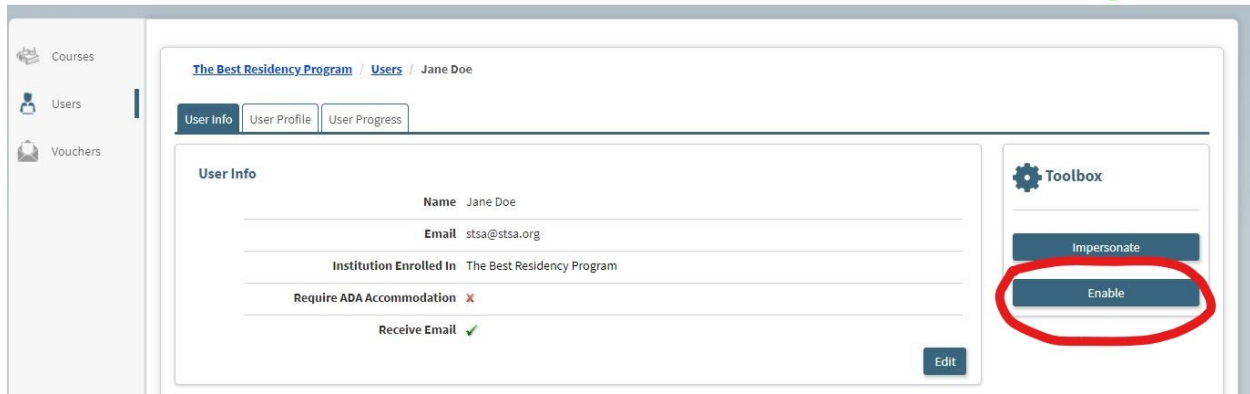 Courses
Users
Vouchers
The Best Residency Program / Users / Jane Doe
User Info User Profile User Progress
User Info
Name Jane Doe
Email stsa@stsa.org
Institution Enrolled In The Best Residency Program
Require ADA Accommodation X
Receive Email ✓
Edit
Toolbox
Impersonate
Enable